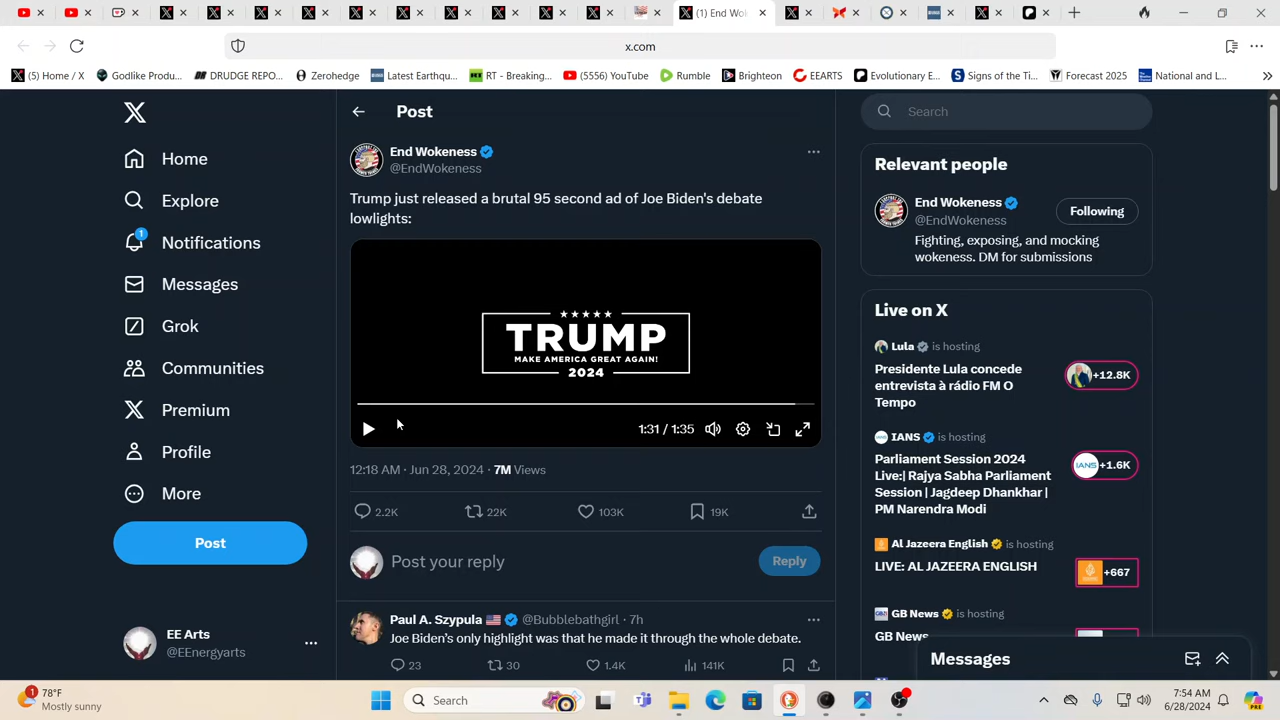 (1) End Wok
x.com
(5) Home / X
Godlike Produ...
DRUDGE REPO...
Zerohedge
Latest Earthqu...
RT - Breaking...
(5556) YouTube
Rumble
Brighteon
EEARTS
Evolutionary E...
Signs of the Ti...
Forecast 2025
National and L...
Home
Explore
1
Notifications
Messages
Grok
Communities
Premium
Profile
More
Post
EE Arts
@EEnergyarts
Post
End Wokeness
@EndWokeness
Trump just released a brutal 95 second ad of Joe Biden's debate
lowlights:
TRUMP
MAKE AMERICA GREAT AGAIN!
2024
1:31 / 1:35
12:18 AM · Jun 28, 2024 · 7M Views
2.2K
22K
103K
19K
Post your reply
Reply
Paul A. Szypula @Bubblebathgirl · 7h
Joe Biden's only highlight was that he made it through the whole debate.
23
30
1.4K
141K
Search
Relevant people
End Wokeness
@EndWokeness
Following
Fighting, exposing, and mocking
wokeness. DM for submissions
Live on X
Lula is hosting
Presidente Lula concede
entrevista à rádio FM O
Tempo
+12.8K
IANS is hosting
Parliament Session 2024
Live:| Rajya Sabha Parliament
Session | Jagdeep Dhankhar |
PM Narendra Modi
IANS
+1.6K
Al Jazeera English is hosting
LIVE: AL JAZEERA ENGLISH
+667
GB News is hosting
GB News
Messages
1
78°F
Mostly sunny
Search
7:54 AM
6/28/2024